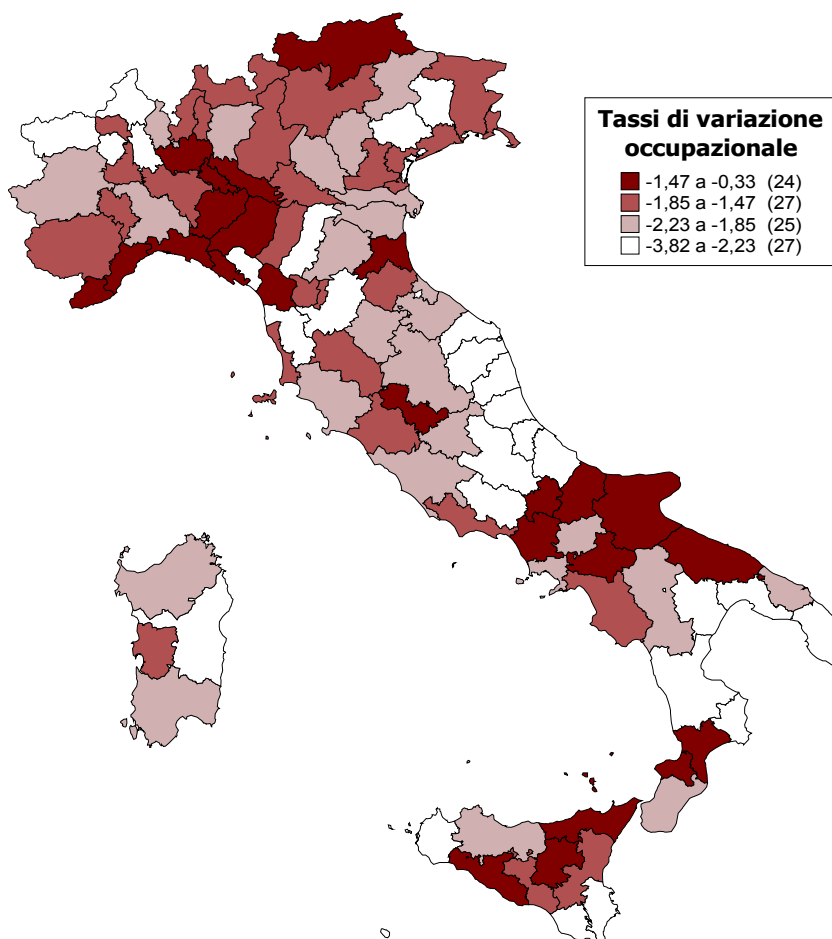 Tassi di variazione
occupazionale
-1,47 a -0,33 (24)
-1,85 a -1,47 (27)
-2,23 a -1,85 (25)
-3,82 a -2,23 (27)